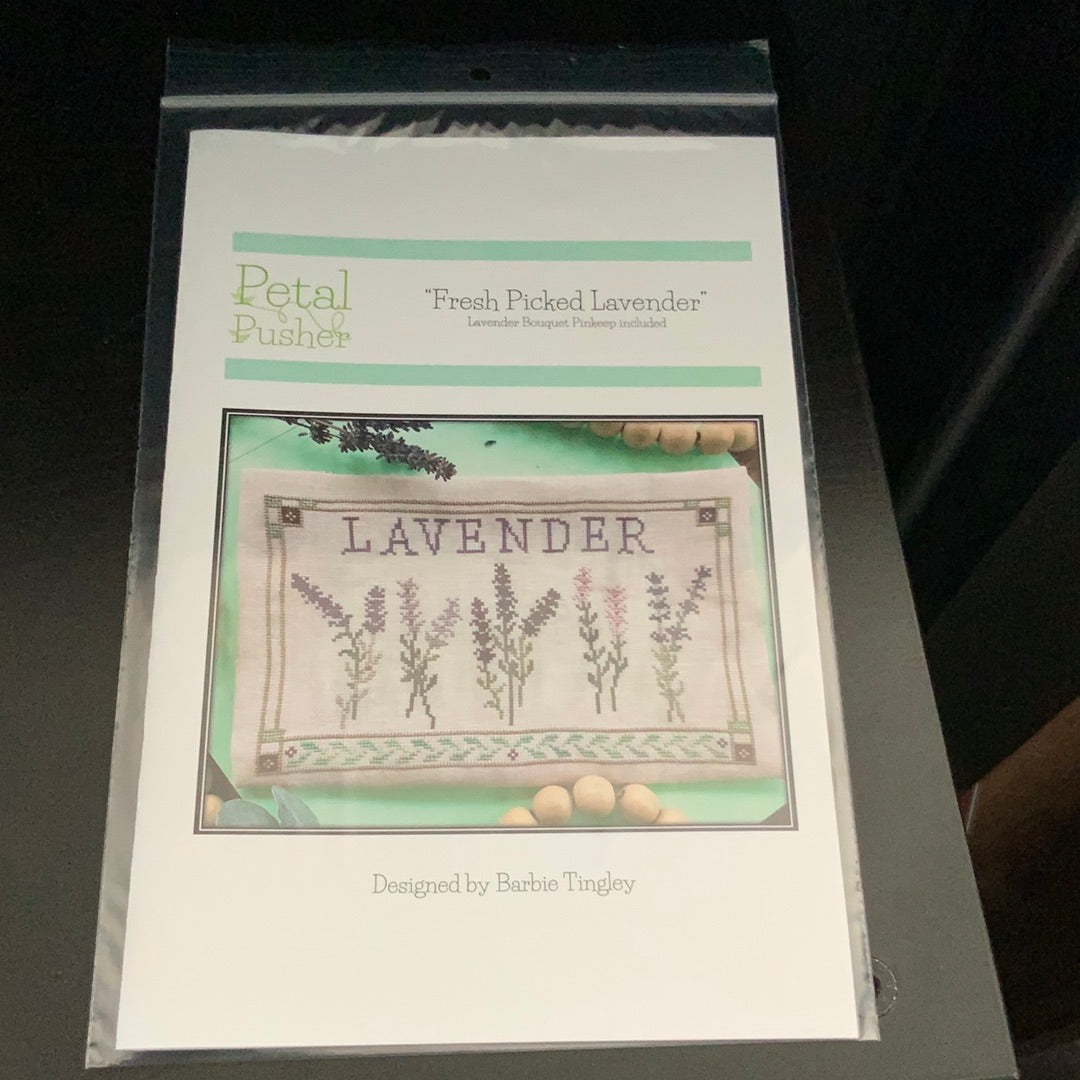 Petal
Pusher
“Fresh Picked Lavender”
Lavender Bouquet Pinkeep included
LAVENDER
Designed by Barbie Tingley